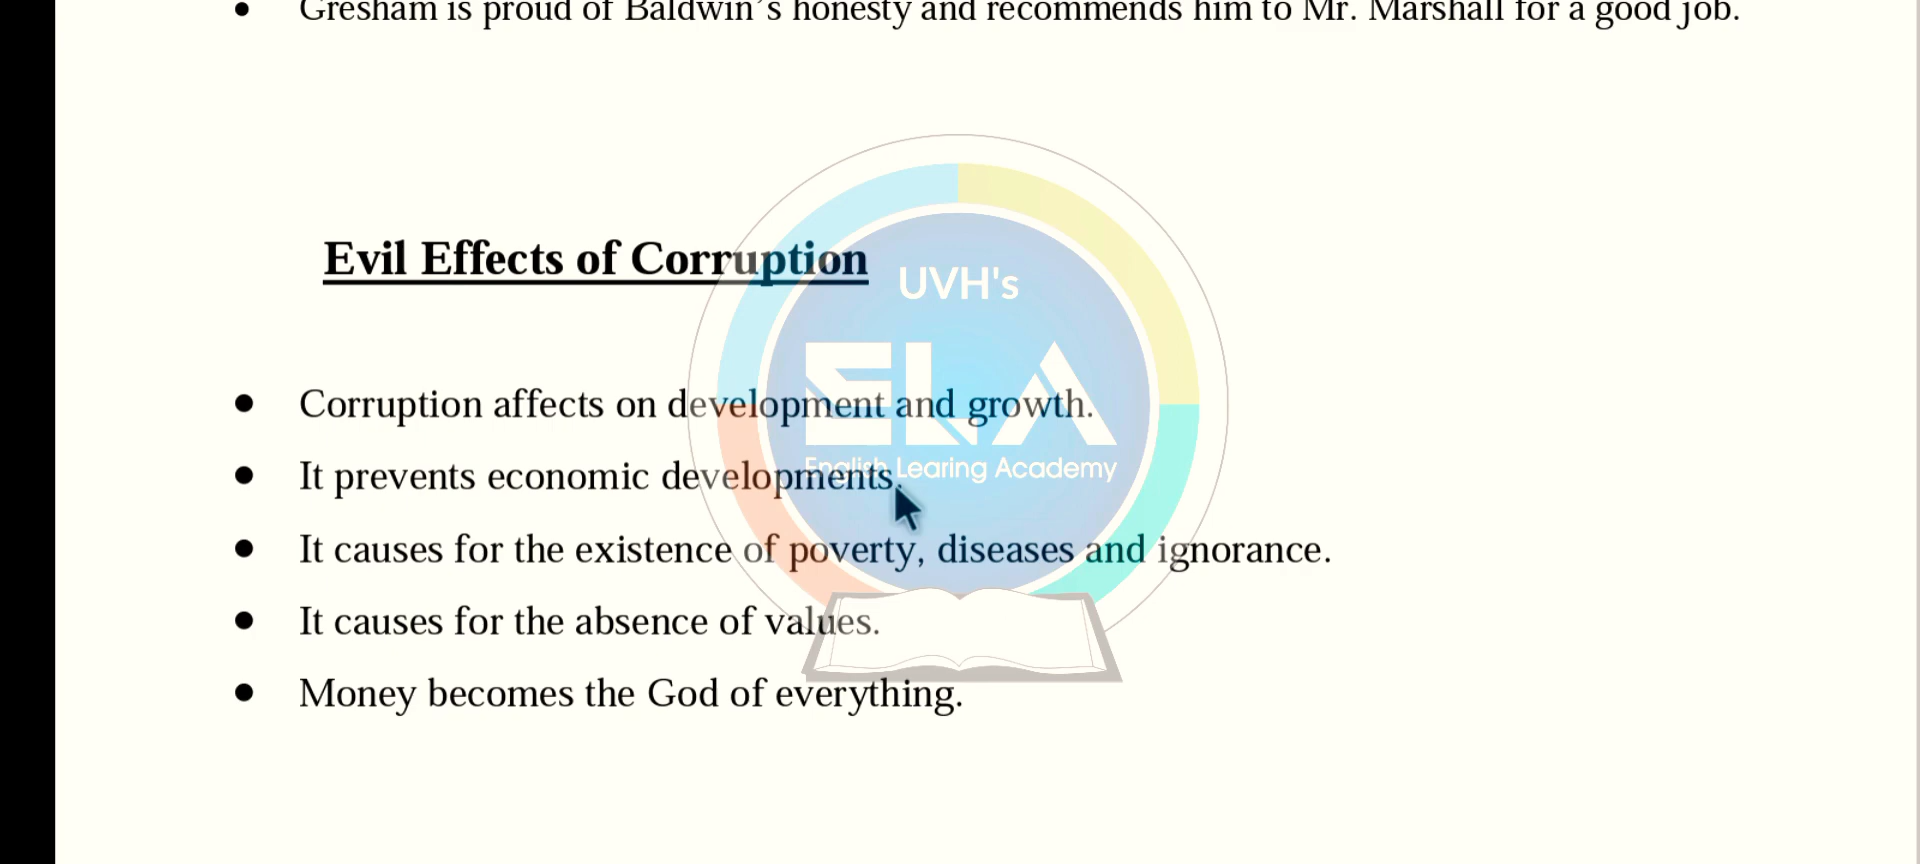 Gresham is proud of Baldwin's honesty and recommends him to Mr. Marshall for a good job.
Evil Effects of Corruption
UVH's
ELA
English Learing Academy
Corruption affects on development and growth.
It prevents economic developments.
It causes for the existence of poverty, diseases and ignorance.
It causes for the absence of values.
Money becomes the God of everything.